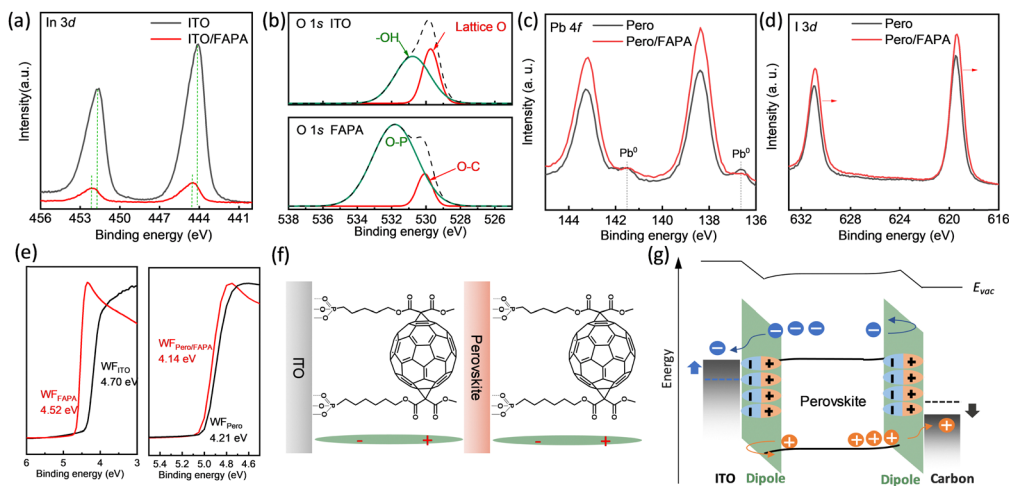 (a)
In 3d
ITO
ITO/FAPA
Intensity(a.u.)
456 453 450 447 444 441
Binding energy (eV)
(b)
O 1s ITO
-OH
Lattice O
O 1s FAPA
O-P
O-C
Intensity (a. u.)
538 536 534 532 530 528 526
Binding energy (eV)
(c)
Pb 4f
Pero
Pero/FAPA
Pb0
Pb0
Intensity (a. u.)
144 142 140 138 136
Binding energy (eV)
(d)
I 3d
Pero
Pero/FAPA
Intensity (a. u.)
632 628 624 620 616
Binding energy (eV)
(e)
WFFAPA
4.52 eV
WFITO
4.70 eV
6 5 4 3
Binding energy (eV)
WFPero/FAPA
4.14 eV
WFPero
4.21 eV
5.4 5.2 5.0 4.8 4.6
Binding energy (eV)
(f)
ITO
O O
O P
O
O O
O O
O O
O O
O P
O
Perovskite
O O
O P
O
O O
O O
O O
O O
O P
O
- +
- +
(g)
Evac
Energy
Perovskite
ITO Dipole
Dipole Carbon